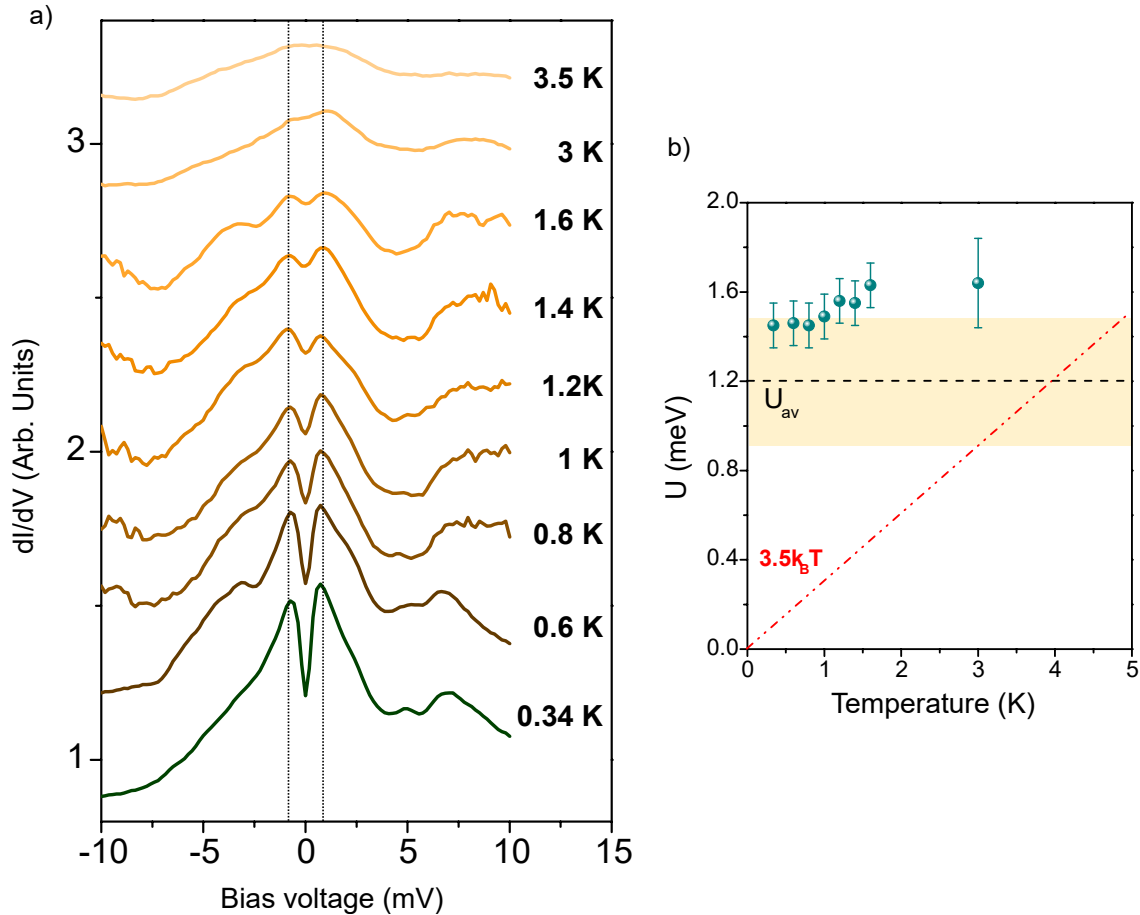 a)
dI/dV (Arb. Units)
3
2
1
3.5 K
3 K
1.6 K
1.4 K
1.2K
1 K
0.8 K
0.6 K
0.34 K
-10 -5 0 5 10 15
Bias voltage (mV)
b)
U (meV)
2.0
1.6
1.2
0.8
0.4
0.0
U_av
3.5k_BT
0 1 2 3 4 5
Temperature (K)